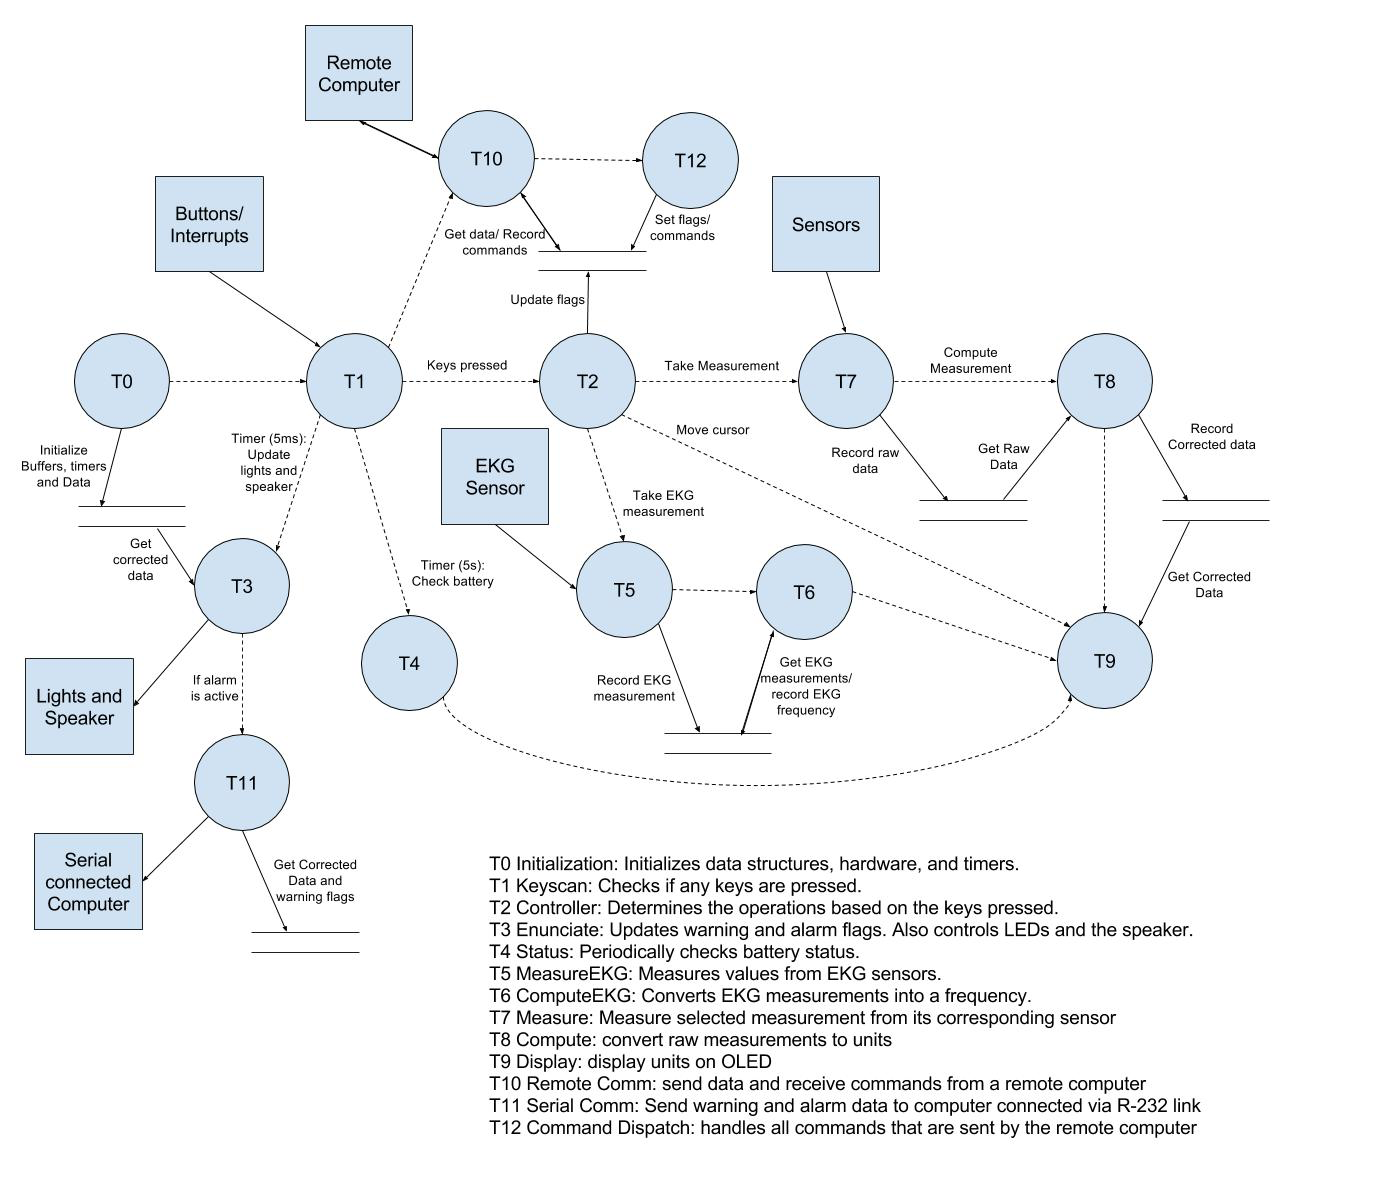 Remote
Computer
T10
T12
Buttons/
Interrupts
Sensors
Get data/ Record
commands
Set flags/
commands
Update flags
T0
T1
Keys pressed
T2
Take Measurement
T7
Compute
Measurement
T8
Initialize
Buffers, timers
and Data
Timer (5ms):
Update
lights and
speaker
Move cursor
EKG
Sensor
Record raw
data
Get Raw
Data
Record
Corrected data
Take EKG
measurement
Get
corrected
data
T3
Timer (5s):
Check battery
T5
T6
Get Corrected
Data
T4
T9
Lights and
Speaker
If alarm
is active
Record EKG
measurement
Get EKG
measurements/
record EKG
frequency
T11
Serial
connected
Computer
Get Corrected
Data and
warning flags
T0 Initialization: Initializes data structures, hardware, and timers.
T1 Keyscan: Checks if any keys are pressed.
T2 Controller: Determines the operations based on the keys pressed.
T3 Enunciate: Updates warning and alarm flags. Also controls LEDs and the speaker.
T4 Status: Periodically checks battery status.
T5 MeasureEKG: Measures values from EKG sensors.
T6 ComputeEKG: Converts EKG measurements into a frequency.
T7 Measure: Measure selected measurement from its corresponding sensor
T8 Compute: convert raw measurements to units
T9 Display: display units on OLED
T10 Remote Comm: send data and receive commands from a remote computer
T11 Serial Comm: Send warning and alarm data to computer connected via R-232 link
T12 Command Dispatch: handles all commands that are sent by the remote computer